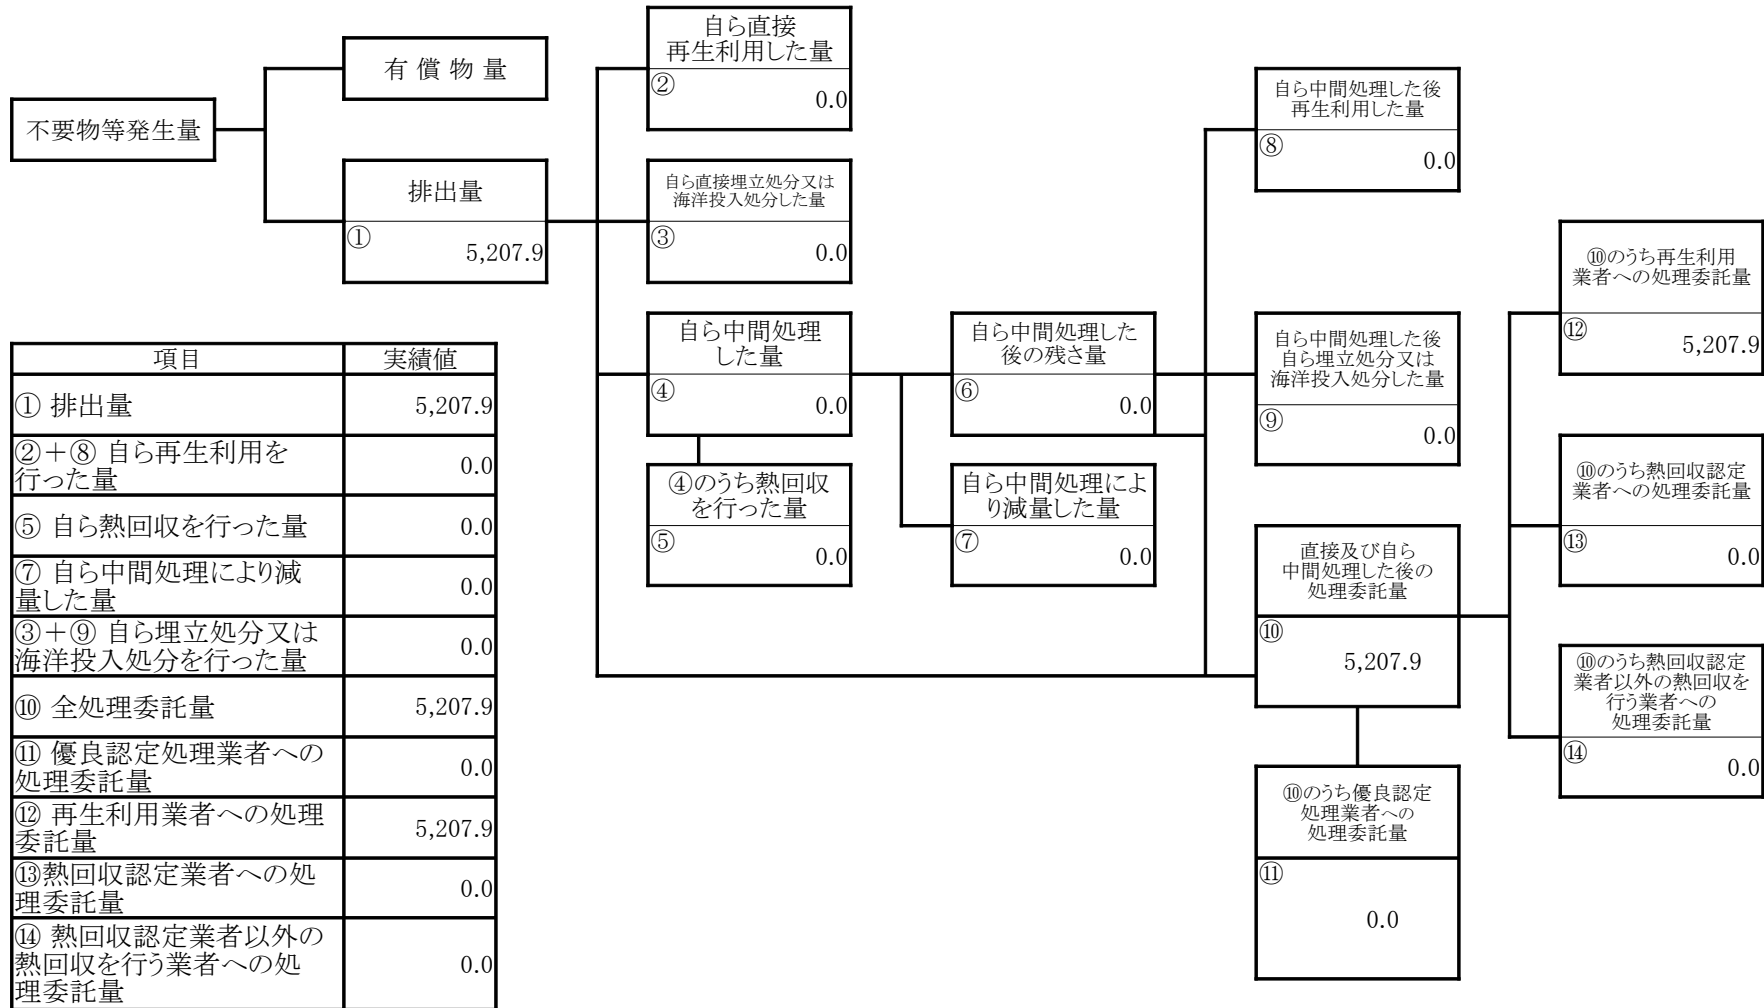 不要物等発生量
有 償 物 量
排出量
①
5,207.9
自ら直接
再生利用した量
②
0.0
自ら直接埋立処分又は
海洋投入処分した量
③
0.0
自ら中間処理
した量
④
0.0
④のうち熱回収
を行った量
⑤
0.0
自ら中間処理した
後の残さ量
⑥
0.0
自ら中間処理によ
り減量した量
⑦
0.0
自ら中間処理した後
再生利用した量
⑧
0.0
自ら中間処理した後
自ら埋立処分又は
海洋投入処分した量
⑨
0.0
直接及び自ら
中間処理した後の
処理委託量
⑩
5,207.9
⑩のうち優良認定
処理業者への
処理委託量
⑪
0.0
⑩のうち再生利用
業者への処理委託量
⑫
5,207.9
⑩のうち熱回収認定
業者への処理委託量
⑬
0.0
⑩のうち熱回収認定
業者以外の熱回収を
行う業者への
処理委託量
⑭
0.0
項目 実績値
① 排出量 5,207.9
②＋⑧ 自ら再生利用を
行った量 0.0
⑤ 自ら熱回収を行った量 0.0
⑦ 自ら中間処理により減
量した量 0.0
③＋⑨ 自ら埋立処分又は
海洋投入処分を行った量 0.0
⑩ 全処理委託量 5,207.9
⑪ 優良認定処理業者への
処理委託量 0.0
⑫ 再生利用業者への処理
委託量 5,207.9
⑬熱回収認定業者への処
理委託量 0.0
⑭ 熱回収認定業者以外の
熱回収を行う業者への処
理委託量 0.0